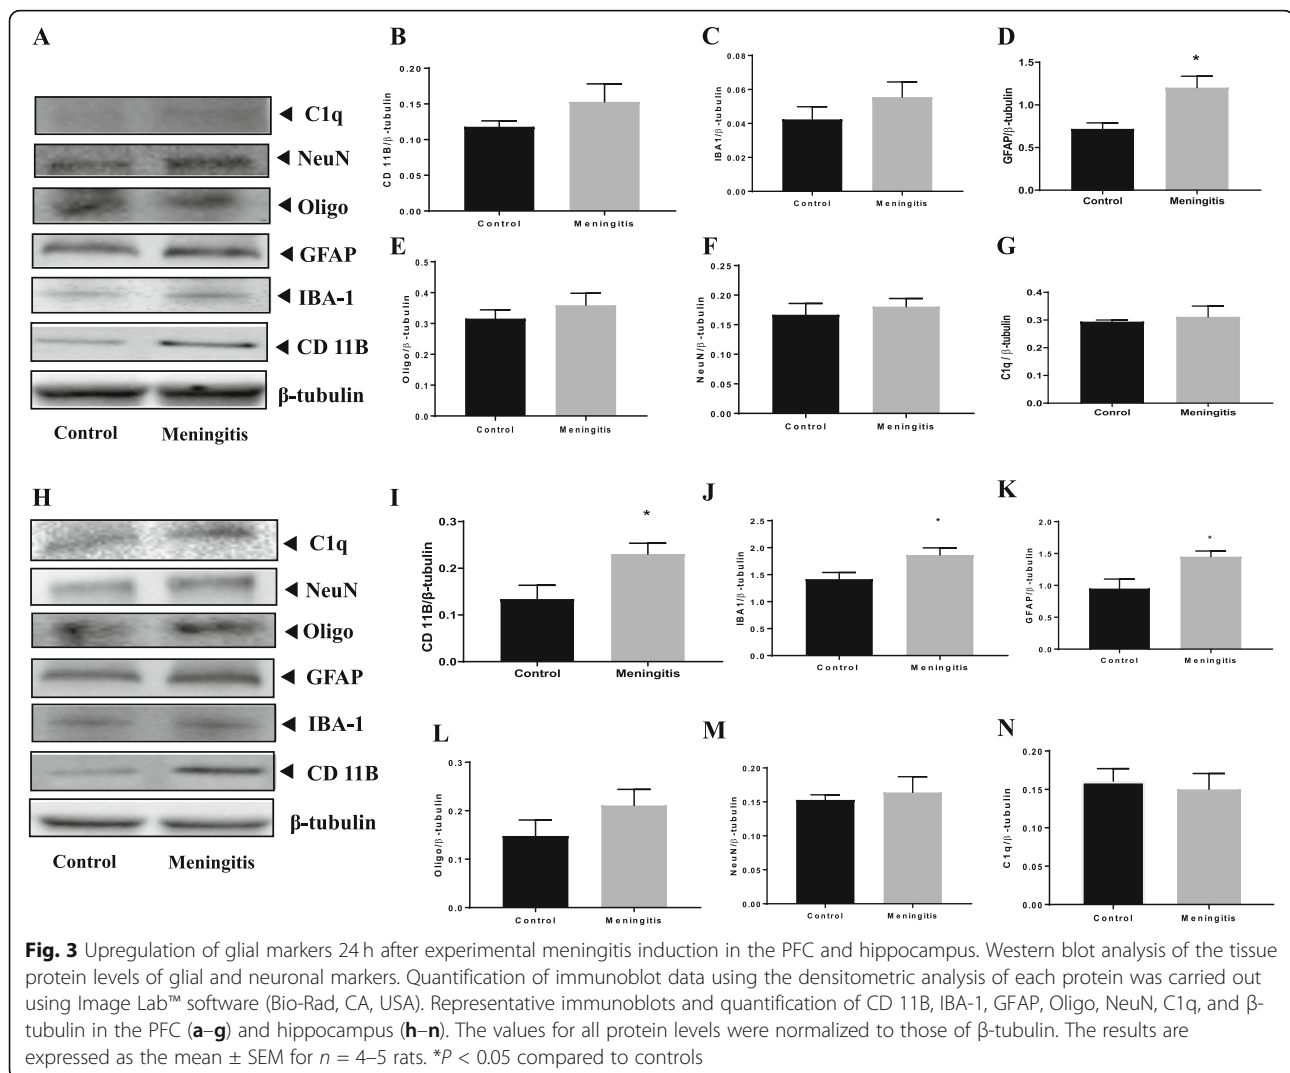 A
C1q
NeuN
Oligo
GFAP
IBA-1
CD 11B
β-tubulin
Control Meningitis
B
CD 11B/β-tubulin
0.20
0.15
0.10
0.05
0.00
Control Meningitis
C
IBA1/β-tubulin
0.08
0.06
0.04
0.02
0.00
Control Meningitis
D
GFAP/β-tubulin
1.5
1.0
0.5
0.0
*
Control Meningitis
E
Oligo/β-tubulin
0.5
0.4
0.3
0.2
0.1
0.0
Control Meningitis
F
NeuN/β-tubulin
0.25
0.20
0.15
0.10
0.05
0.00
Control Meningitis
G
C1q/β-tubulin
0.4
0.3
0.2
0.1
0.0
Conrol Meningitis
H
C1q
NeuN
Oligo
GFAP
IBA-1
CD 11B
β-tubulin
Control Meningitis
I
CD 11B/β-tubulin
0.3
0.2
0.1
0.0
*
Control Meningitis
J
IBA1/β-tubulin
2.5
2.0
1.5
1.0
0.5
0.0
*
Control Meningitis
K
GFAP/β-tubulin
2.0
1.5
1.0
0.5
0.0
*
Control Meningitis
L
Oligo/β-tubulin
0.3
0.2
0.1
0.0
Control Meningitis
M
NeuN/β-tubulin
0.20
0.15
0.10
0.05
0.00
Control Meningitis
N
C1q/β-tubulin
0.20
0.15
0.10
0.05
0.00
Control Meningitis
Fig. 3 Upregulation of glial markers 24 h after experimental meningitis induction in the PFC and hippocampus. Western blot analysis of the tissue
protein levels of glial and neuronal markers. Quantification of immunoblot data using the densitometric analysis of each protein was carried out
using Image Lab™ software (Bio-Rad, CA, USA). Representative immunoblots and quantification of CD 11B, IBA-1, GFAP, Oligo, NeuN, C1q, and β-
tubulin in the PFC (a–g) and hippocampus (h–n). The values for all protein levels were normalized to those of β-tubulin. The results are
expressed as the mean ± SEM for n = 4–5 rats. *P < 0.05 compared to controls